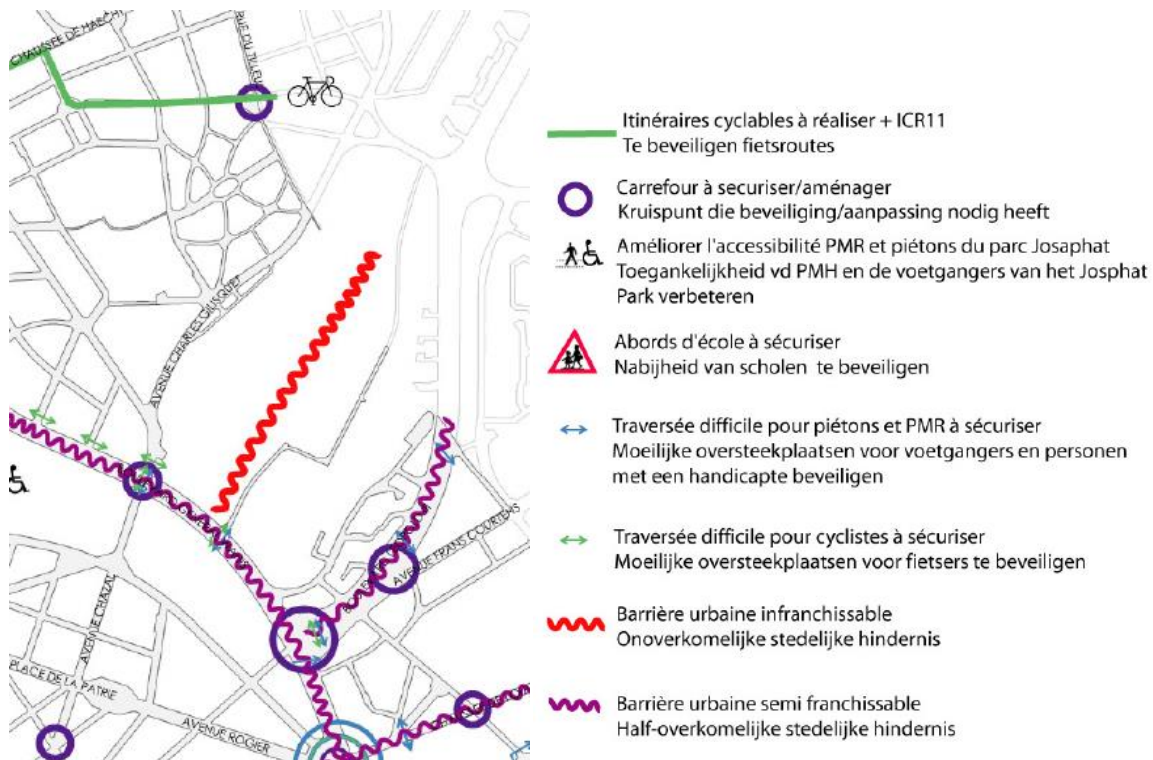 CHAUSSÉE DE HAECHT
RUE DU TILLEUL
AVENUE CHARLES GILISQUET
AVENUE FRANS COURTENS
AVENUE CHAZAL
PLACE DE LA PATRIE
AVENUE ROGIER
Itinéraires cyclables à réaliser + ICR11
Te beveiligen fietsroutes
Carrefour à securiser/aménager
Kruispunt die beveiliging/aanpassing nodig heeft
Améliorer l'accessibilité PMR et piétons du parc Josaphat
Toegankelijkheid vd PMH en de voetgangers van het Josphat
Park verbeteren
Abords d'école à sécuriser
Nabijheid van scholen te beveiligen
Traversée difficile pour piétons et PMR à sécuriser
Moeilijke oversteekplaatsen voor voetgangers en personen
met een handicapte beveiligen
Traversée difficile pour cyclistes à sécuriser
Moeilijke oversteekplaatsen voor fietsers te beveiligen
Barrière urbaine infranchissable
Onoverkomelijke stedelijke hindernis
Barrière urbaine semi franchissable
Half-overkomelijke stedelijke hindernis